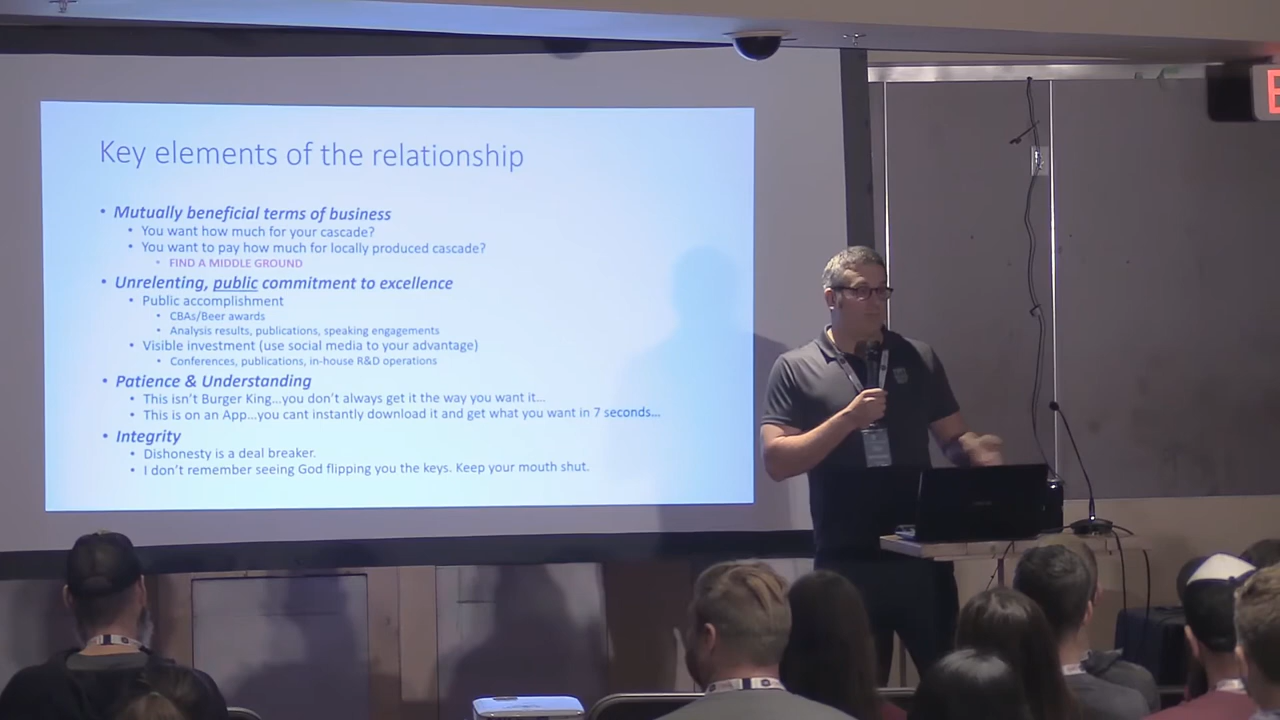 Key elements of the relationship
• Mutually beneficial terms of business
• You want how much for your cascade?
• You want to pay how much for locally produced cascade?
• FIND A MIDDLE GROUND
• Unrelenting, public commitment to excellence
• Public accomplishment
• CBAs/Beer awards
• Analysis results, publications, speaking engagements
• Visible investment (use social media to your advantage)
• Conferences, publications, in-house R&D operations
• Patience & Understanding
• This isn't Burger King...you don't always get it the way you want it...
• This is on an App...you cant instantly download it and get what you want in 7 seconds...
• Integrity
• Dishonesty is a deal breaker.
• I don't remember seeing God flipping you the keys. Keep your mouth shut.
E